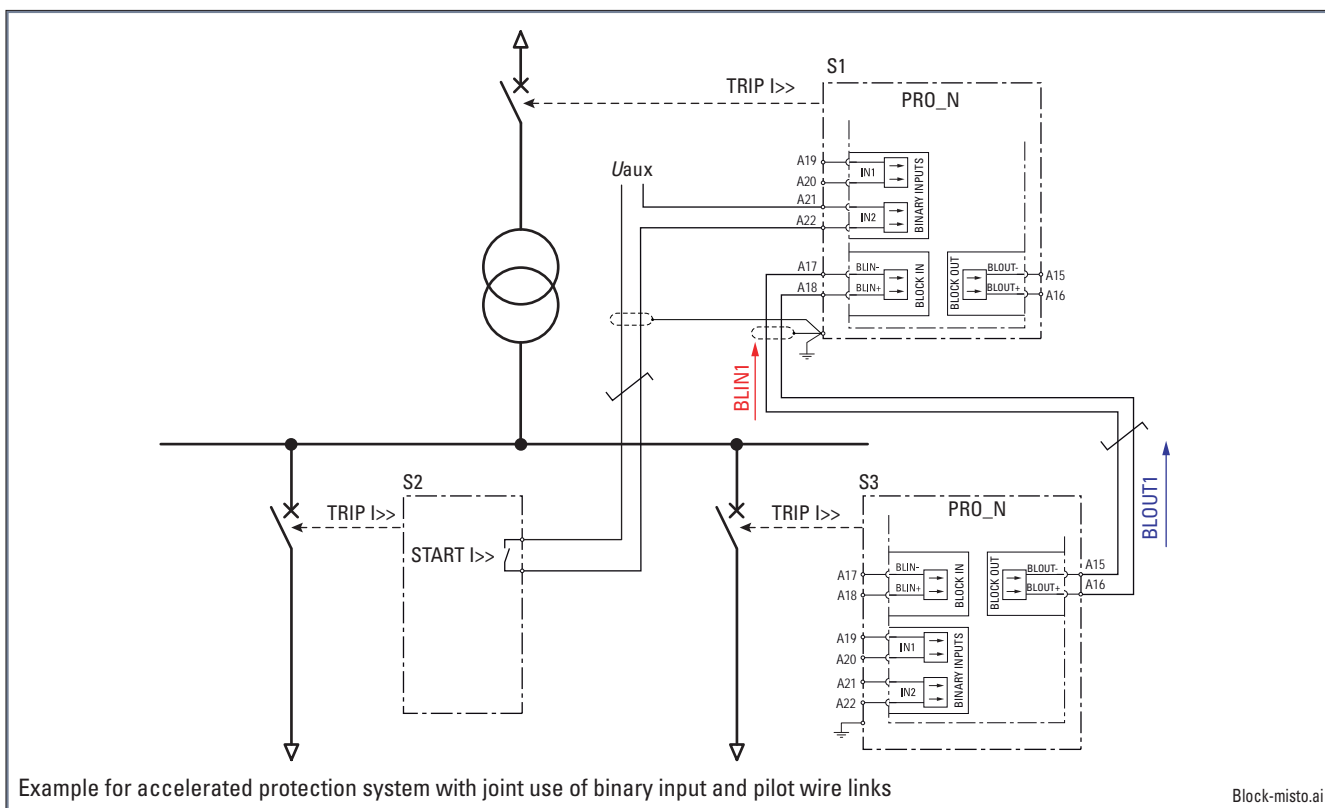 S1
TRIP I>>
PRO_N
Uaux
A19
A20
A21
A22
IN1
IN2
BINARY INPUTS
A17
A18
BLIN-
BLIN+
BLOCK IN
BLOCK OUT
BLOUT-
BLOUT+
A15
A16
BLIN1
BLOUT1
S2
TRIP I>>
START I>>
S3
TRIP I>>
PRO_N
A17
A18
BLIN-
BLIN+
BLOCK IN
BLOCK OUT
BLOUT-
BLOUT+
A15
A16
A19
A20
A21
A22
IN1
IN2
BINARY INPUTS
Example for accelerated protection system with joint use of binary input and pilot wire links
Block-misto.ai